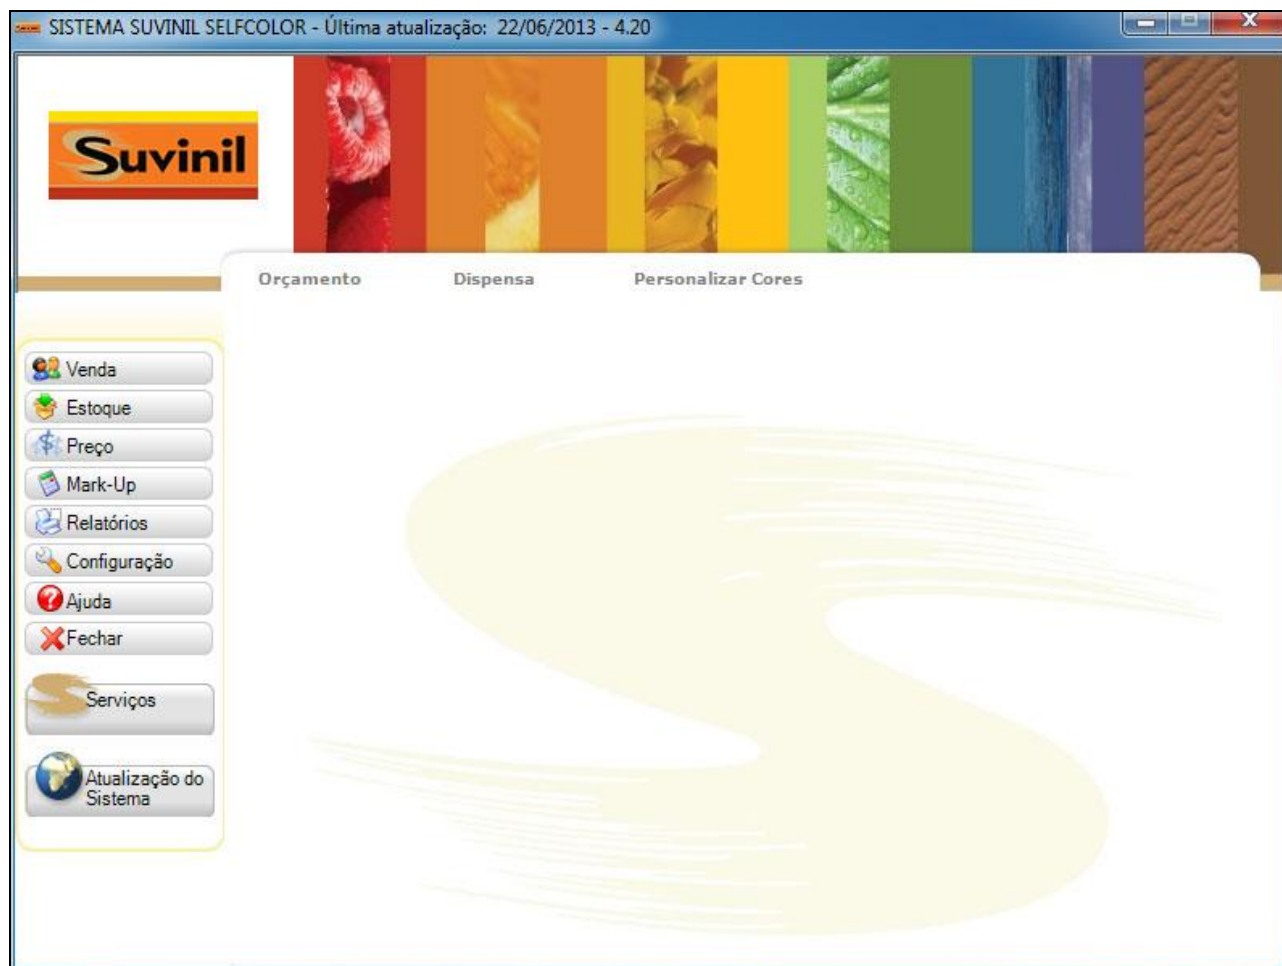 SISTEMA SUVINIL SELFCOLOR - Última atualização: 22/06/2013 - 4.20
Suvinil
Orçamento Dispensa Personalizar Cores
Venda
Estoque
Preço
Mark-Up
Relatórios
Configuração
Ajuda
Fechar
Serviços
Atualização do
Sistema